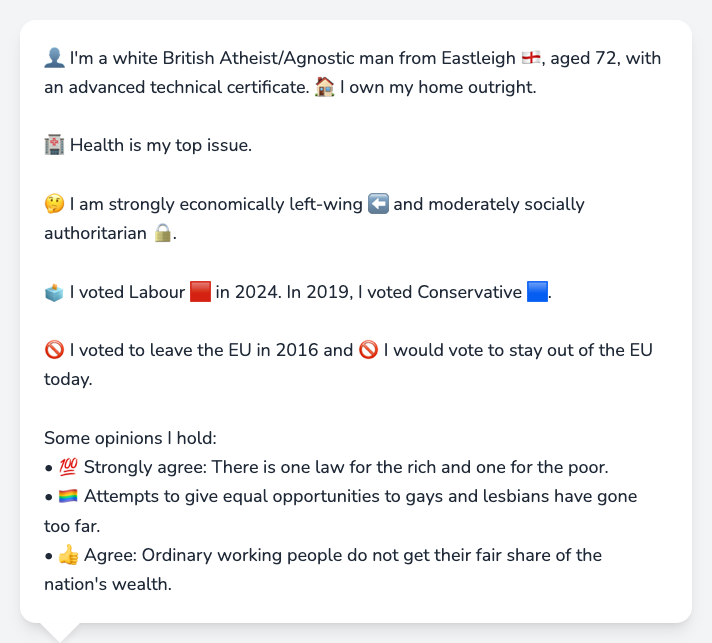 👤 I'm a white British Atheist/Agnostic man from Eastleigh 🏴󠁧󠁢󠁥󠁮󠁧󠁿, aged 72, with
an advanced technical certificate. 🏠 I own my home outright.
🏥 Health is my top issue.
🤔 I am strongly economically left-wing ⬅️ and moderately socially
authoritarian 🔒.
🗳️ I voted Labour 🟥 in 2024. In 2019, I voted Conservative 🟦.
🚫 I voted to leave the EU in 2016 and 🚫 I would vote to stay out of the EU
today.
Some opinions I hold:
• 💯 Strongly agree: There is one law for the rich and one for the poor.
• 🏳️‍🌈 Attempts to give equal opportunities to gays and lesbians have gone
too far.
• 👍 Agree: Ordinary working people do not get their fair share of the
nation's wealth.